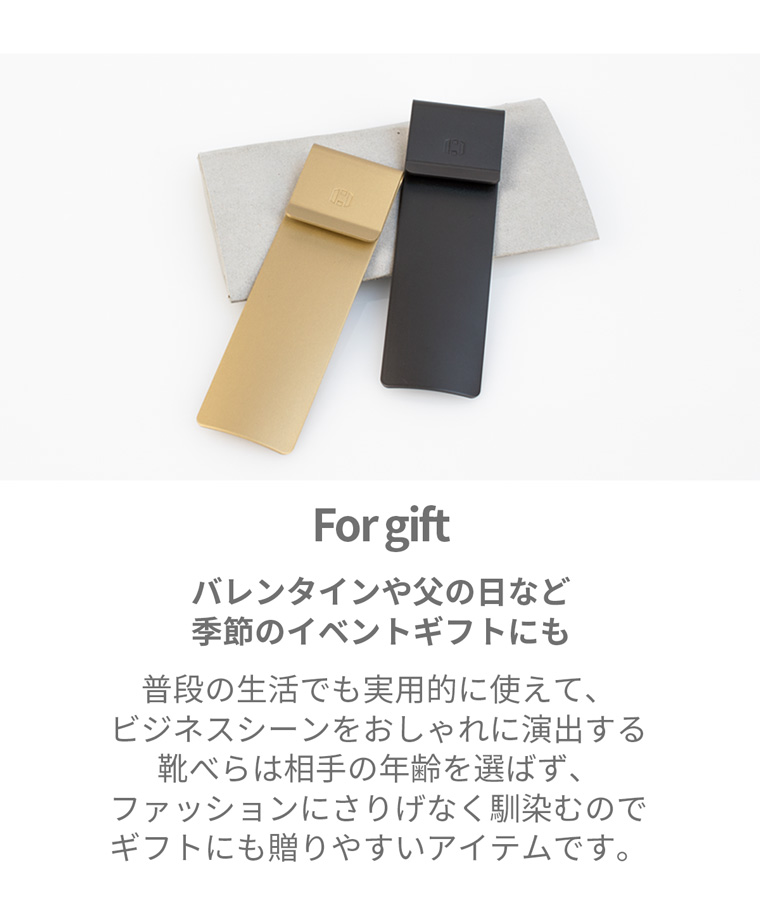 For gift
バレンタインや父の日など
季節のイベントギフトにも
普段の生活でも実用的に使えて、
ビジネスシーンをおしゃれに演出する
靴べらは相手の年齢を選ばず、
ファッションにさりげなく馴染むので
ギフトにも贈りやすいアイテムです。